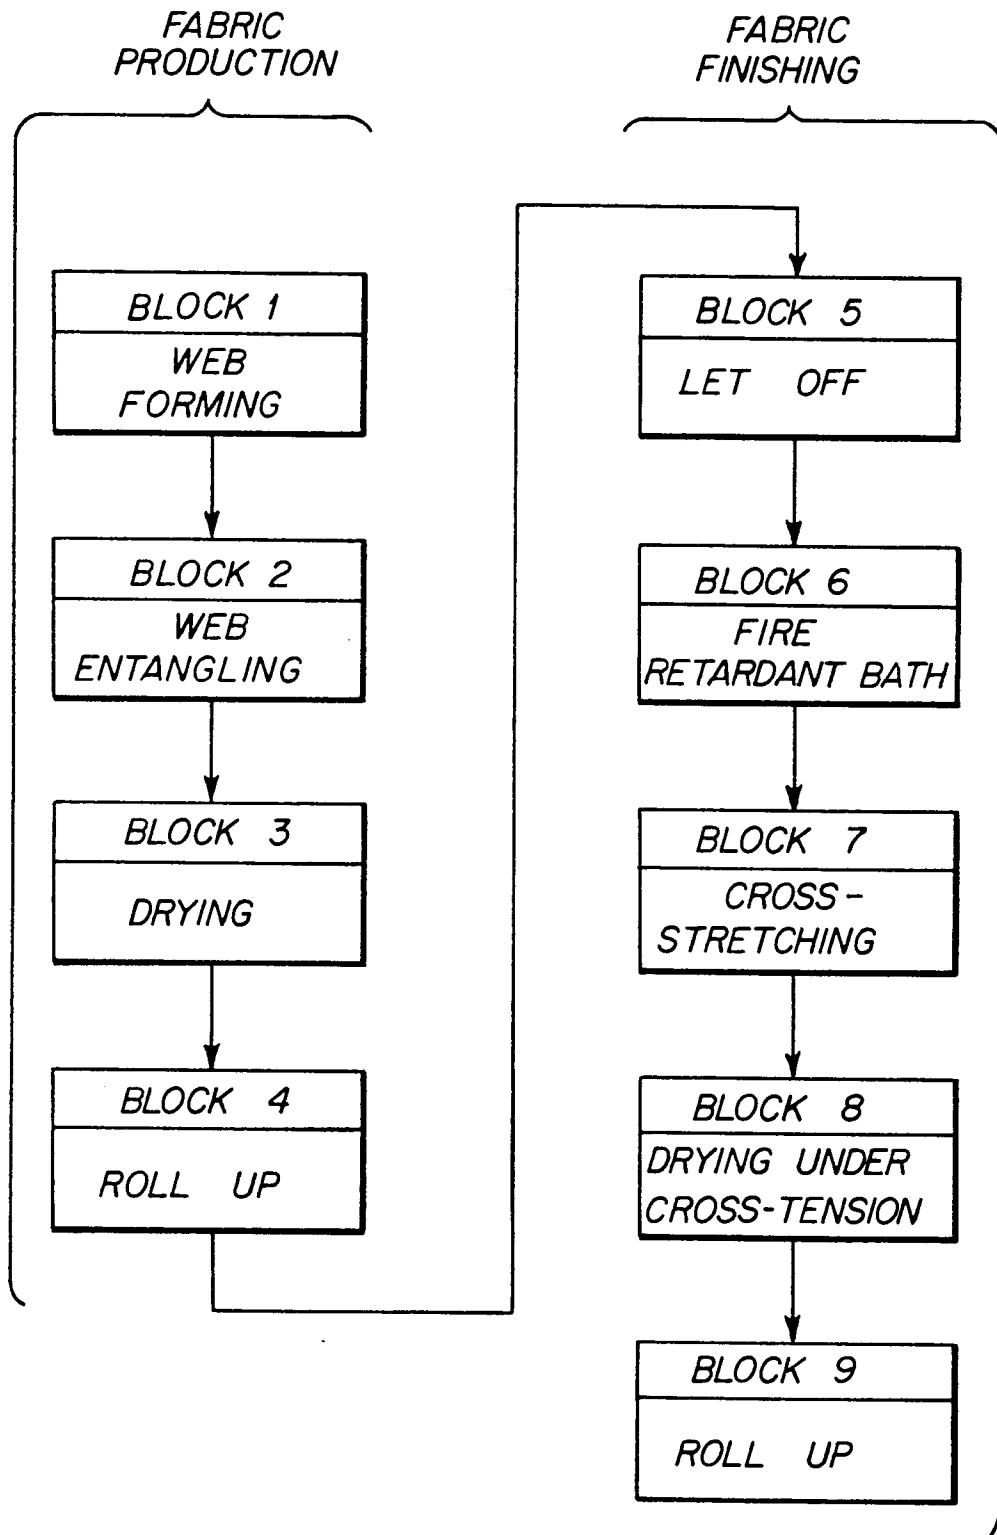 FABRIC
PRODUCTION
BLOCK 1
WEB
FORMING
BLOCK 2
WEB
ENTANGLING
BLOCK 3
DRYING
BLOCK 4
ROLL UP
FABRIC
FINISHING
BLOCK 5
LET OFF
BLOCK 6
FIRE
RETARDANT BATH
BLOCK 7
CROSS-
STRETCHING
BLOCK 8
DRYING UNDER
CROSS-TENSION
BLOCK 9
ROLL UP